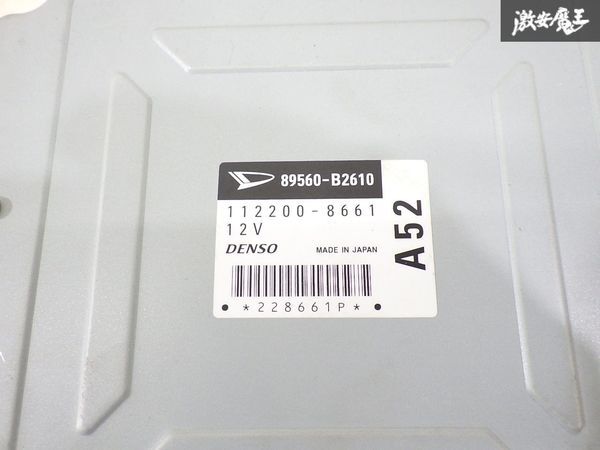 激安魔王
89560-B2610
112200-8661
12V
DENSO MADE IN JAPAN
*228661P*
A52